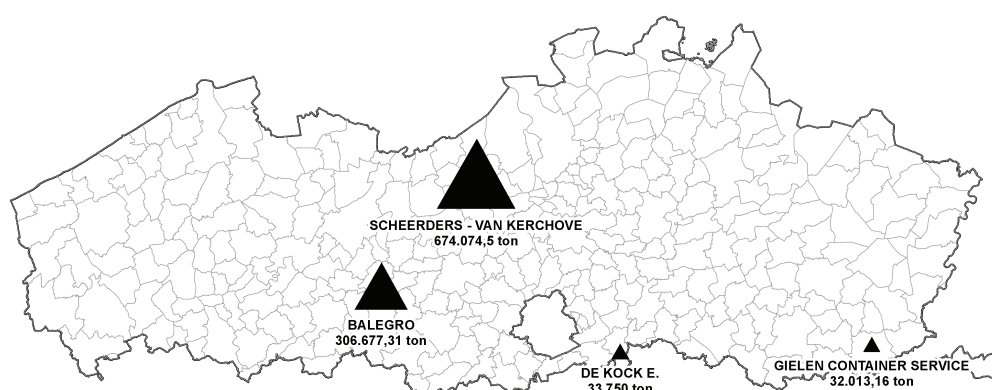 SCHEERDERS - VAN KERCHOVE
674.074,5 ton
BALEGRO
306.677,31 ton
DE KOCK E.
33.750 ton
GIELEN CONTAINER SERVICE
32.013,16 ton